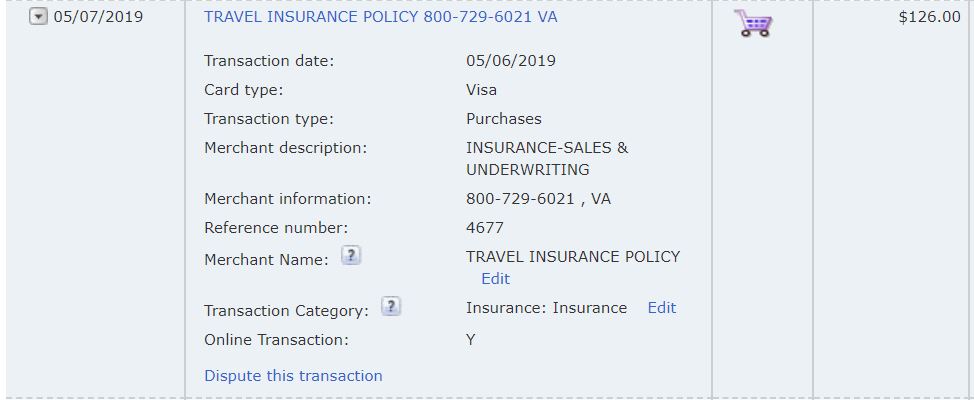 05/07/2019 TRAVEL INSURANCE POLICY 800-729-6021 VA $126.00
Transaction date: 05/06/2019
Card type: Visa
Transaction type: Purchases
Merchant description: INSURANCE-SALES &
UNDERWRITING
Merchant information: 800-729-6021 , VA
Reference number: 4677
Merchant Name: ? TRAVEL INSURANCE POLICY
Edit
Transaction Category: ? Insurance: Insurance Edit
Online Transaction: Y
Dispute this transaction